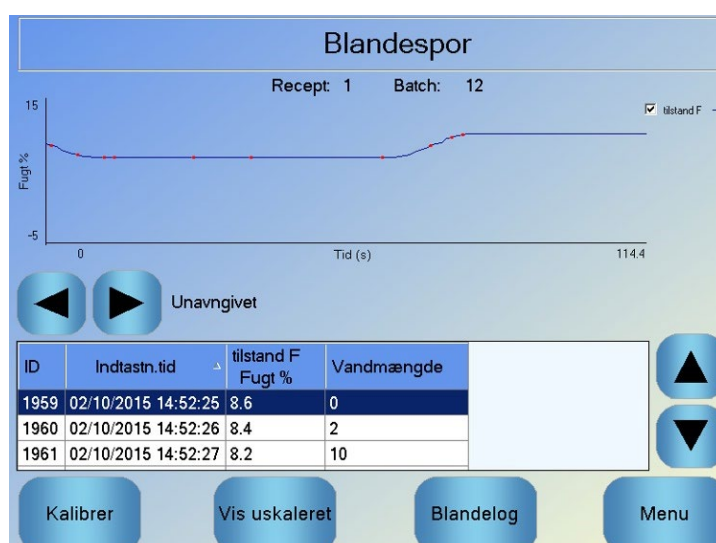 Blandespor
Recept: 1 Batch: 12
15
tilstand F
Fugt %
-5
0 Tid (s) 114.4
Unavngivet
ID Indtastn.tid tilstand F Fugt % Vandmængde
1959 02/10/2015 14:52:25 8.6 0
1960 02/10/2015 14:52:26 8.4 2
1961 02/10/2015 14:52:27 8.2 10
Kalibrer Vis uskaleret Blandelog Menu